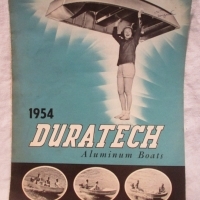 1954
DURATECH
Aluminum Boats